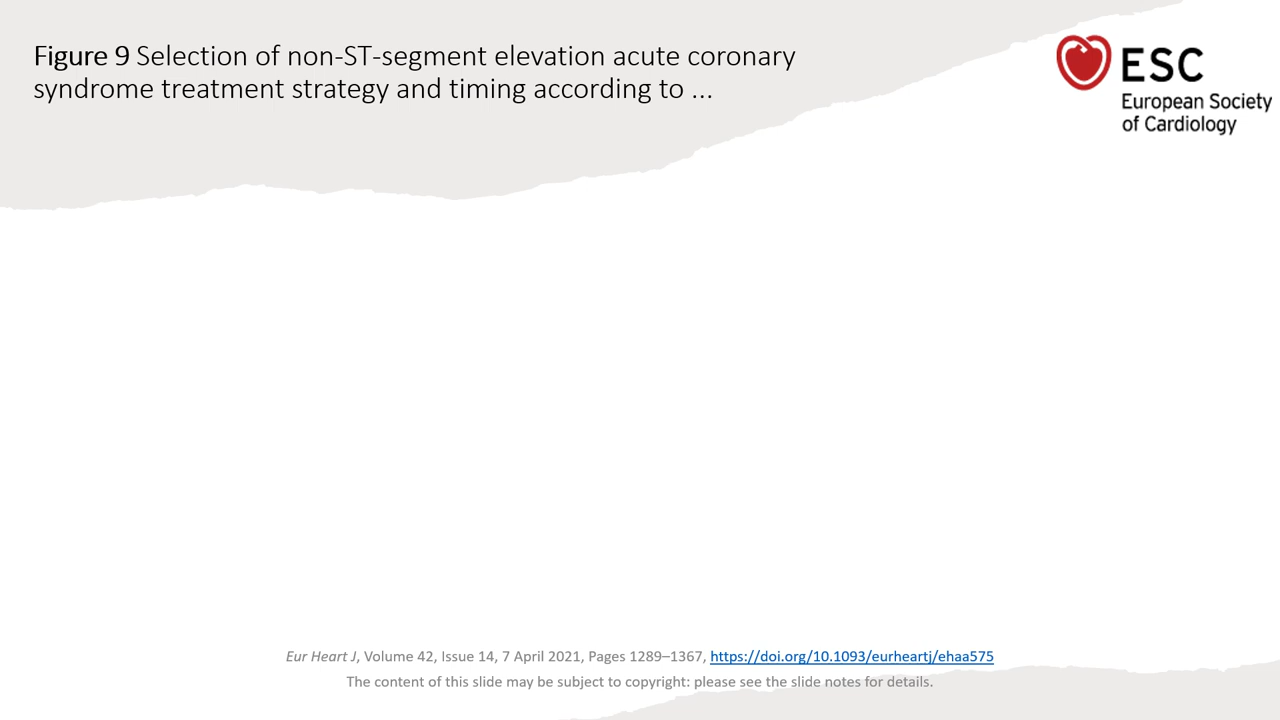 Figure 9 Selection of non-ST-segment elevation acute coronary
syndrome treatment strategy and timing according to ...
ESC
European Society
of Cardiology
Eur Heart J, Volume 42, Issue 14, 7 April 2021, Pages 1289–1367, https://doi.org/10.1093/eurheartj/ehaa575
The content of this slide may be subject to copyright: please see the slide notes for details.